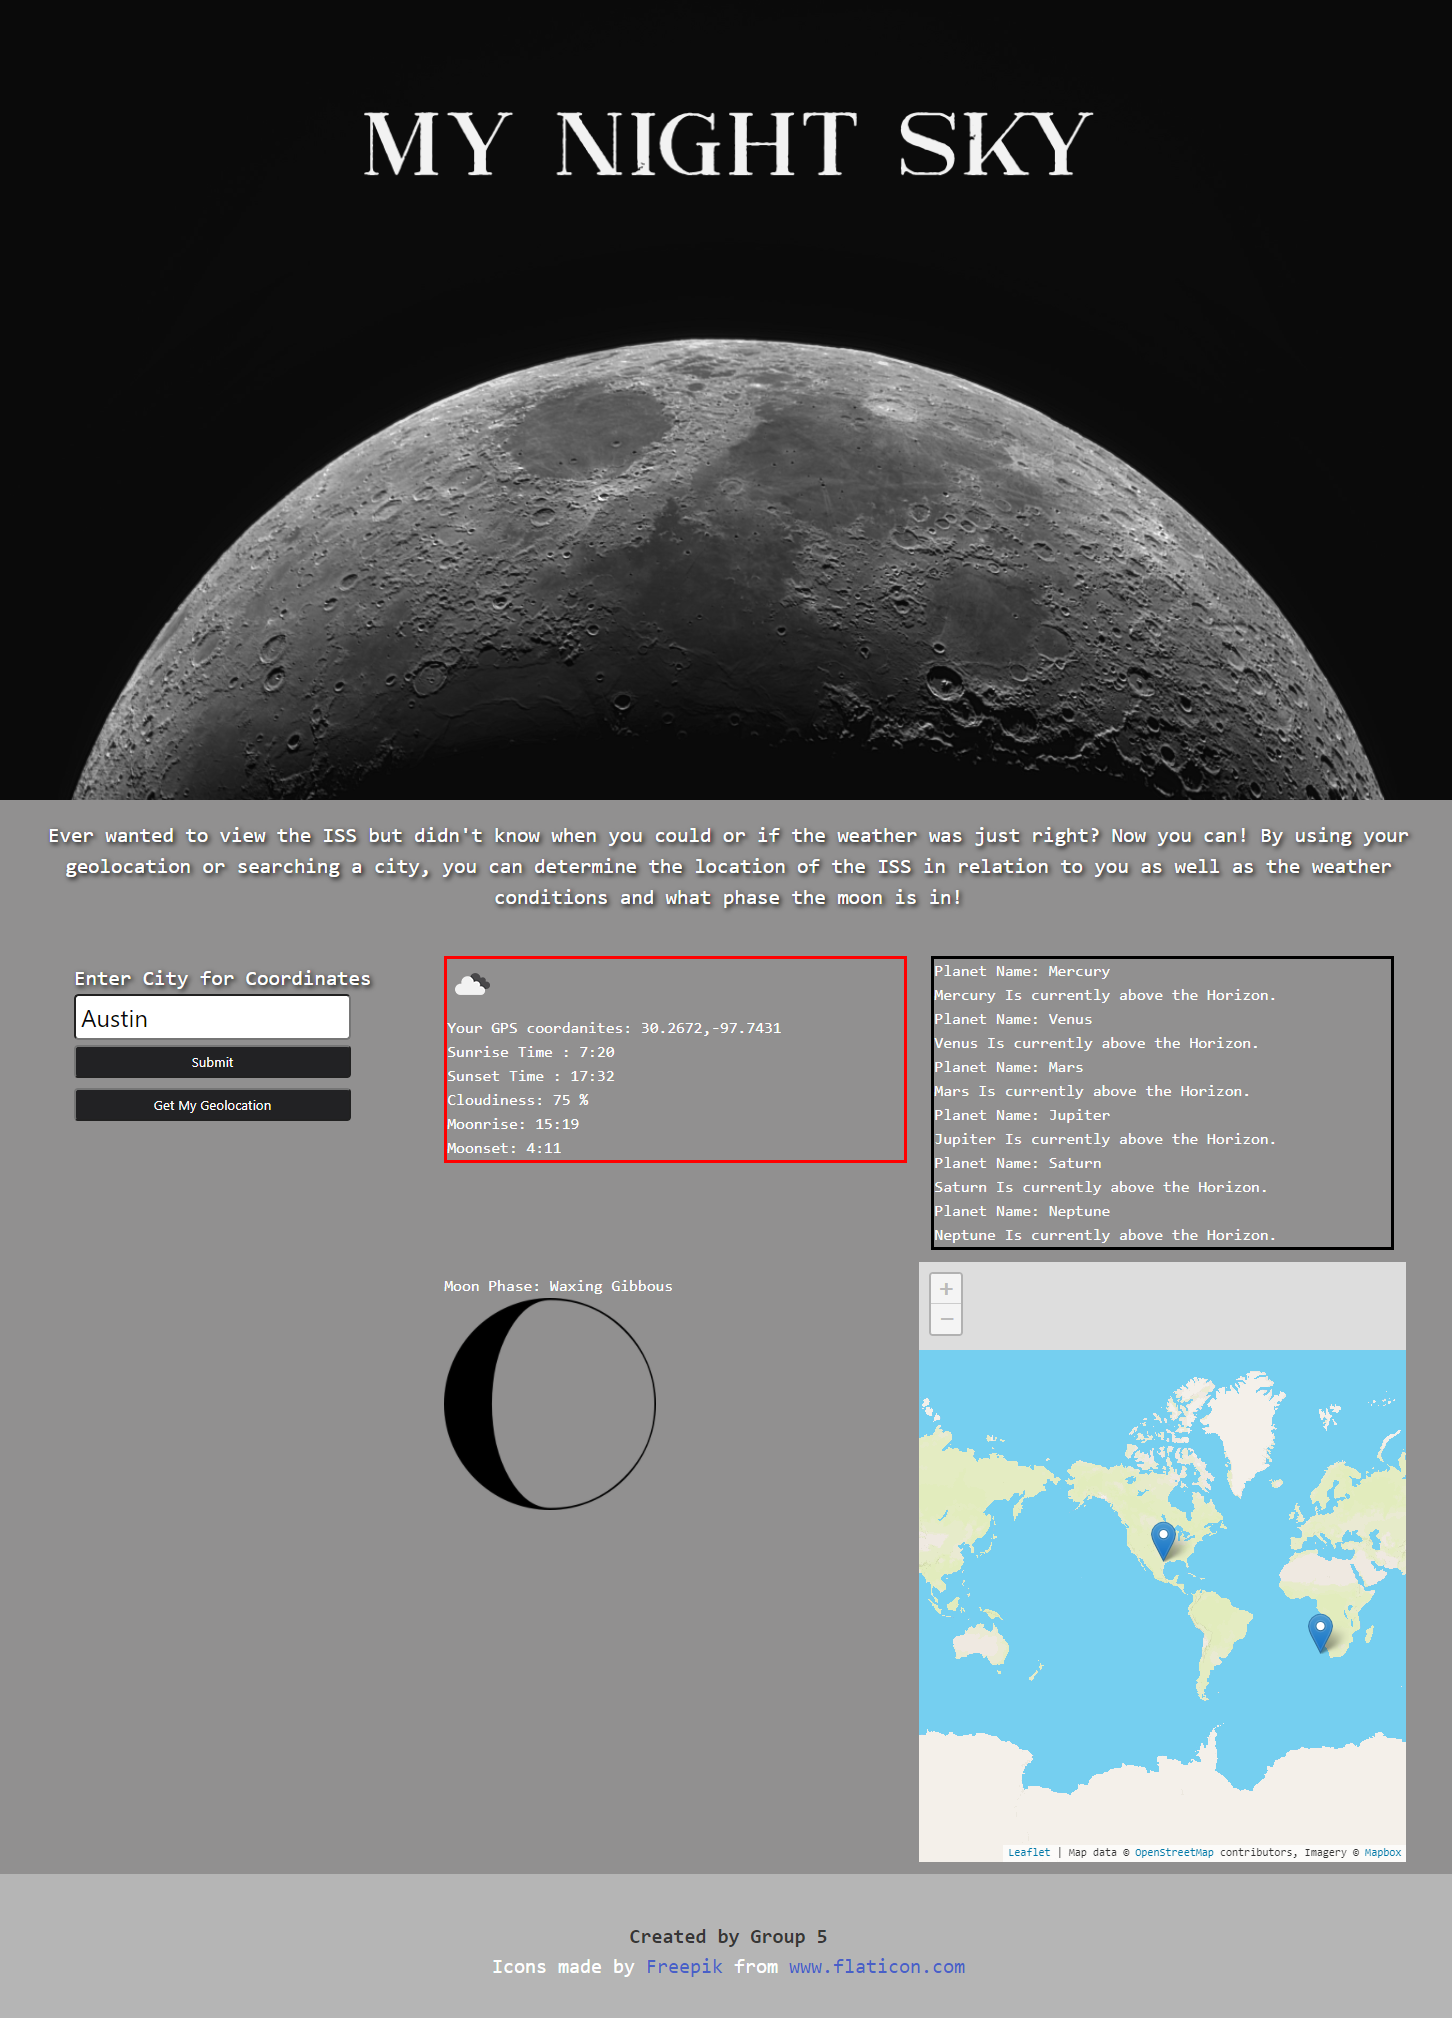 MY NIGHT SKY
Ever wanted to view the ISS but didn't know when you could or if the weather was just right? Now you can! By using your
geolocation or searching a city, you can determine the location of the ISS in relation to you as well as the weather
conditions and what phase the moon is in!
Enter City for Coordinates
Austin
Submit
Get My Geolocation
Your GPS coordanites: 30.2672,-97.7431
Sunrise Time : 7:20
Sunset Time : 17:32
Cloudiness: 75 %
Moonrise: 15:19
Moonset: 4:11
Planet Name: Mercury
Mercury Is currently above the Horizon.
Planet Name: Venus
Venus Is currently above the Horizon.
Planet Name: Mars
Mars Is currently above the Horizon.
Planet Name: Jupiter
Jupiter Is currently above the Horizon.
Planet Name: Saturn
Saturn Is currently above the Horizon.
Planet Name: Neptune
Neptune Is currently above the Horizon.
Moon Phase: Waxing Gibbous
+
−
Leaflet | Map data © OpenStreetMap contributors, Imagery © Mapbox
Created by Group 5
Icons made by Freepik from www.flaticon.com